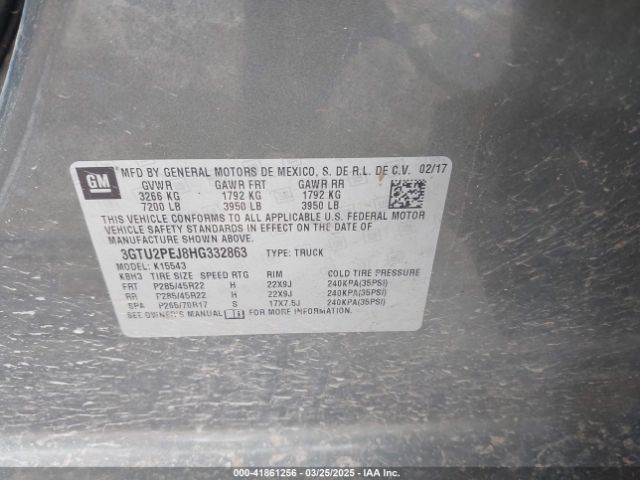 GM
MFD BY GENERAL MOTORS DE MEXICO, S. DE R.L. DE C.V. 02/17
GVWR GAWR FRT GAWR RR
3266 KG 1792 KG 1792 KG
7200 LB 3950 LB 3950 LB
THIS VEHICLE CONFORMS TO ALL APPLICABLE U.S. FEDERAL MOTOR
VEHICLE SAFETY STANDARDS IN EFFECT ON THE DATE OF
MANUFACTURE SHOWN ABOVE.
3GTU2PEJ8HG332863 TYPE: TRUCK
MODEL: K15543
KBH3 TIRE SIZE SPEED RTG RIM COLD TIRE PRESSURE
FRT P285/45R22 H 22X9J 240KPA(35PSI)
RR P285/45R22 H 22X9J 240KPA(35PSI)
SPA P265/70R17 S 17X7.5J 240KPA(35PSI)
SEE OWNER'S MANUAL FOR MORE INFORMATION.
000-41861256 — 03/25/2025 — IAA Inc.